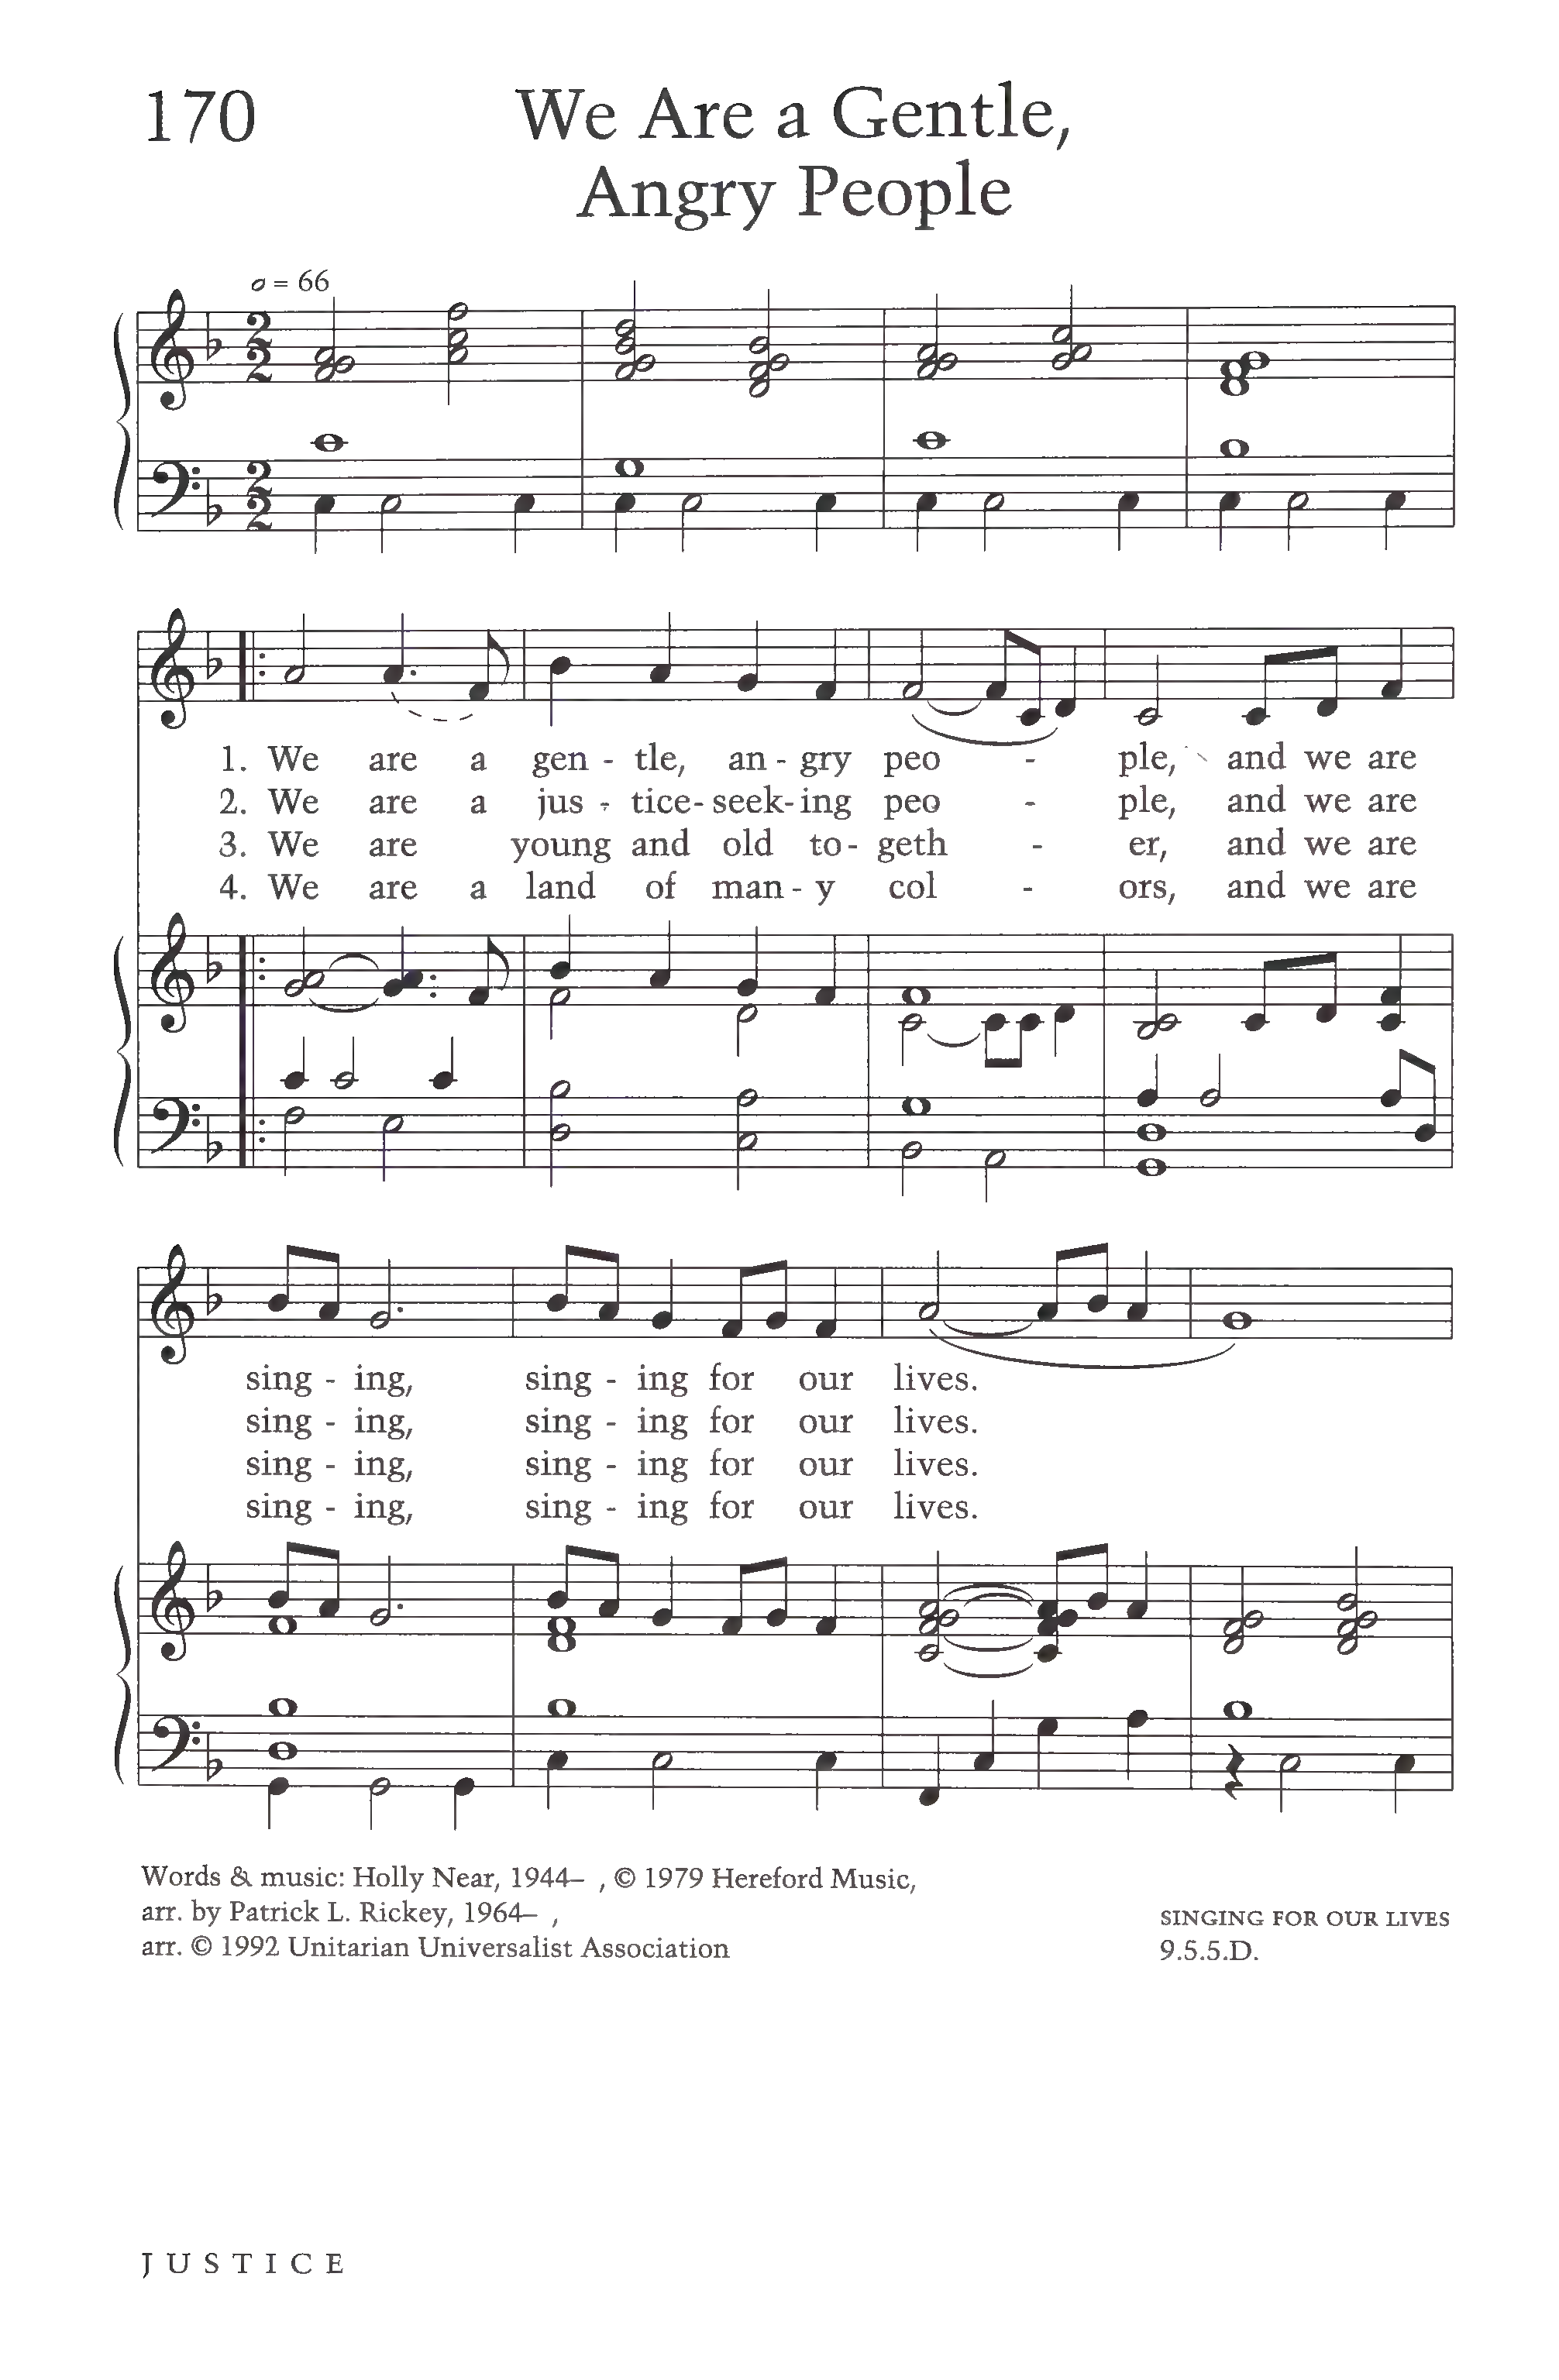 170
We Are a Gentle,
Angry People
= 66
1. We are a gen - tle, an - gry peo - ple, and we are
2. We are a jus - tice- seek- ing peo - ple, and we are
3. We are young and old to- geth - er, and we are
4. We are a land of man - y col - ors, and we are
sing - ing, sing - ing for our lives.
sing - ing, sing - ing for our lives.
sing - ing, sing - ing for our lives.
sing - ing, sing - ing for our lives.
Words & music: Holly Near, 1944– , © 1979 Hereford Music,
arr. by Patrick L. Rickey, 1964– ,
arr. © 1992 Unitarian Universalist Association
SINGING FOR OUR LIVES
9.5.5.D.
JUSTICE